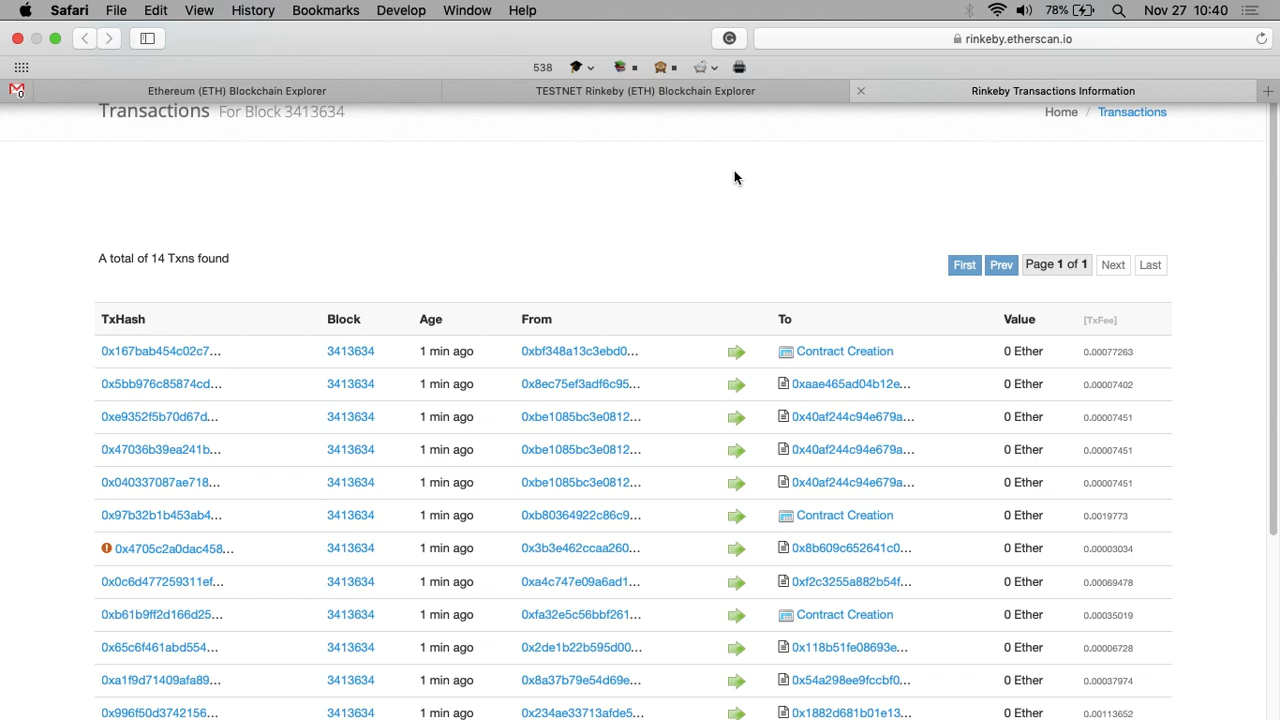 Safari File Edit View History Bookmarks Develop Window Help 78% Nov 27 10:40
rinkeby.etherscan.io
538
0 Ethereum (ETH) Blockchain Explorer TESTNET Rinkeby (ETH) Blockchain Explorer Rinkeby Transactions Information
Transactions For Block 3413634 Home / Transactions
A total of 14 Txns found First Prev Page 1 of 1 Next Last
TxHash Block Age From To Value [TxFee]
0x167bab454c02c7... 3413634 1 min ago 0xbf348a13c3ebd0... Contract Creation 0 Ether 0.00077263
0x5bb976c85874cd... 3413634 1 min ago 0x8ec75ef3adf6c95... 0xaae465ad04b12e... 0 Ether 0.00007402
0xe9352f5b70d67d... 3413634 1 min ago 0xbe1085bc3e0812... 0x40af244c94e679a... 0 Ether 0.00007451
0x47036b39ea241b... 3413634 1 min ago 0xbe1085bc3e0812... 0x40af244c94e679a... 0 Ether 0.00007451
0x040337087ae718... 3413634 1 min ago 0xbe1085bc3e0812... 0x40af244c94e679a... 0 Ether 0.00007451
0x97b32b1b453ab4... 3413634 1 min ago 0xb80364922c86c9... Contract Creation 0 Ether 0.0019773
0x4705c2a0dac458... 3413634 1 min ago 0x3b3e462ccaa260... 0x8b609c652641c0... 0 Ether 0.00003034
0x0c6d477259311ef... 3413634 1 min ago 0xa4c747e09a6ad1... 0xf2c3255a882b54f... 0 Ether 0.00069478
0xb61b9ff2d166d25... 3413634 1 min ago 0xfa32e5c56bbf261... Contract Creation 0 Ether 0.00035019
0x65c6f461abd554... 3413634 1 min ago 0x2de1b22b595d00... 0x118b51fe08693e... 0 Ether 0.00006728
0xa1f9d71409afa89... 3413634 1 min ago 0x8a37b79e54d69e... 0x54a298ee9fccbf0... 0 Ether 0.00037974
0x996f50d3742156... 3413634 1 min ago 0x234ae33713afde5... 0x1882d681b01e13... 0 Ether 0.00113652